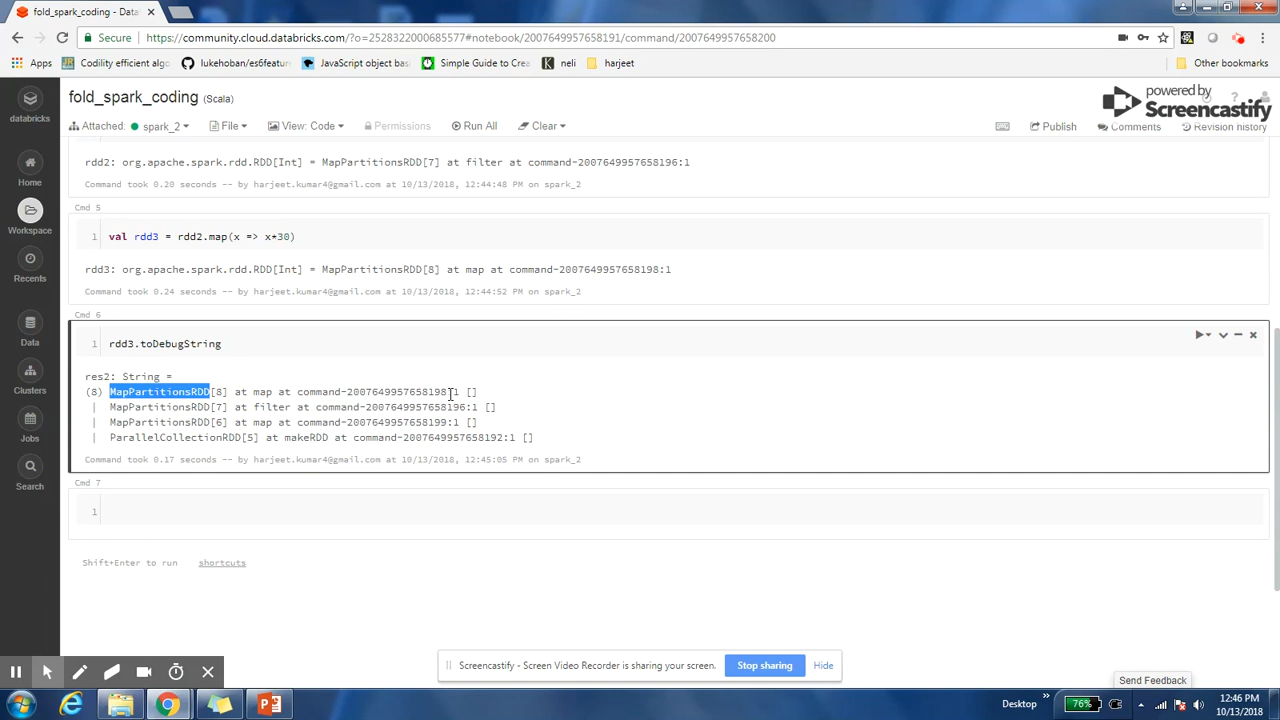 fold_spark_coding - Data
Secure https://community.cloud.databricks.com/?o=2528322000685577#notebook/2007649957658191/command/2007649957658200
Apps Codility efficient algo lukehoban/es6featur JavaScript object bas Simple Guide to Cre neli harjeet Other bookmarks
powered by
Screencastify
databricks
Home
Workspace
Recents
Data
Clusters
Jobs
Search
fold_spark_coding (Scala)
Attached: spark_2 File View: Code Permissions Run All Clear Publish Comments Revision history
rdd2: org.apache.spark.rdd.RDD[Int] = MapPartitionsRDD[7] at filter at command-2007649957658196:1
Command took 0.20 seconds -- by harjeet.kumar4@gmail.com at 10/13/2018, 12:44:48 PM on spark_2
Cmd 5
1 val rdd3 = rdd2.map(x => x*30)
rdd3: org.apache.spark.rdd.RDD[Int] = MapPartitionsRDD[8] at map at command-2007649957658198:1
Command took 0.24 seconds -- by harjeet.kumar4@gmail.com at 10/13/2018, 12:44:52 PM on spark_2
Cmd 6
1 rdd3.toDebugString
res2: String =
(8) MapPartitionsRDD[8] at map at command-2007649957658198:1 []
| MapPartitionsRDD[7] at filter at command-2007649957658196:1 []
| MapPartitionsRDD[6] at map at command-2007649957658199:1 []
| ParallelCollectionRDD[5] at makeRDD at command-2007649957658192:1 []
Command took 0.17 seconds -- by harjeet.kumar4@gmail.com at 10/13/2018, 12:45:05 PM on spark_2
Cmd 7
1
Shift+Enter to run shortcuts
Screencastify - Screen Video Recorder is sharing your screen. Stop sharing Hide
Send Feedback
Desktop 76% 12:46 PM
10/13/2018